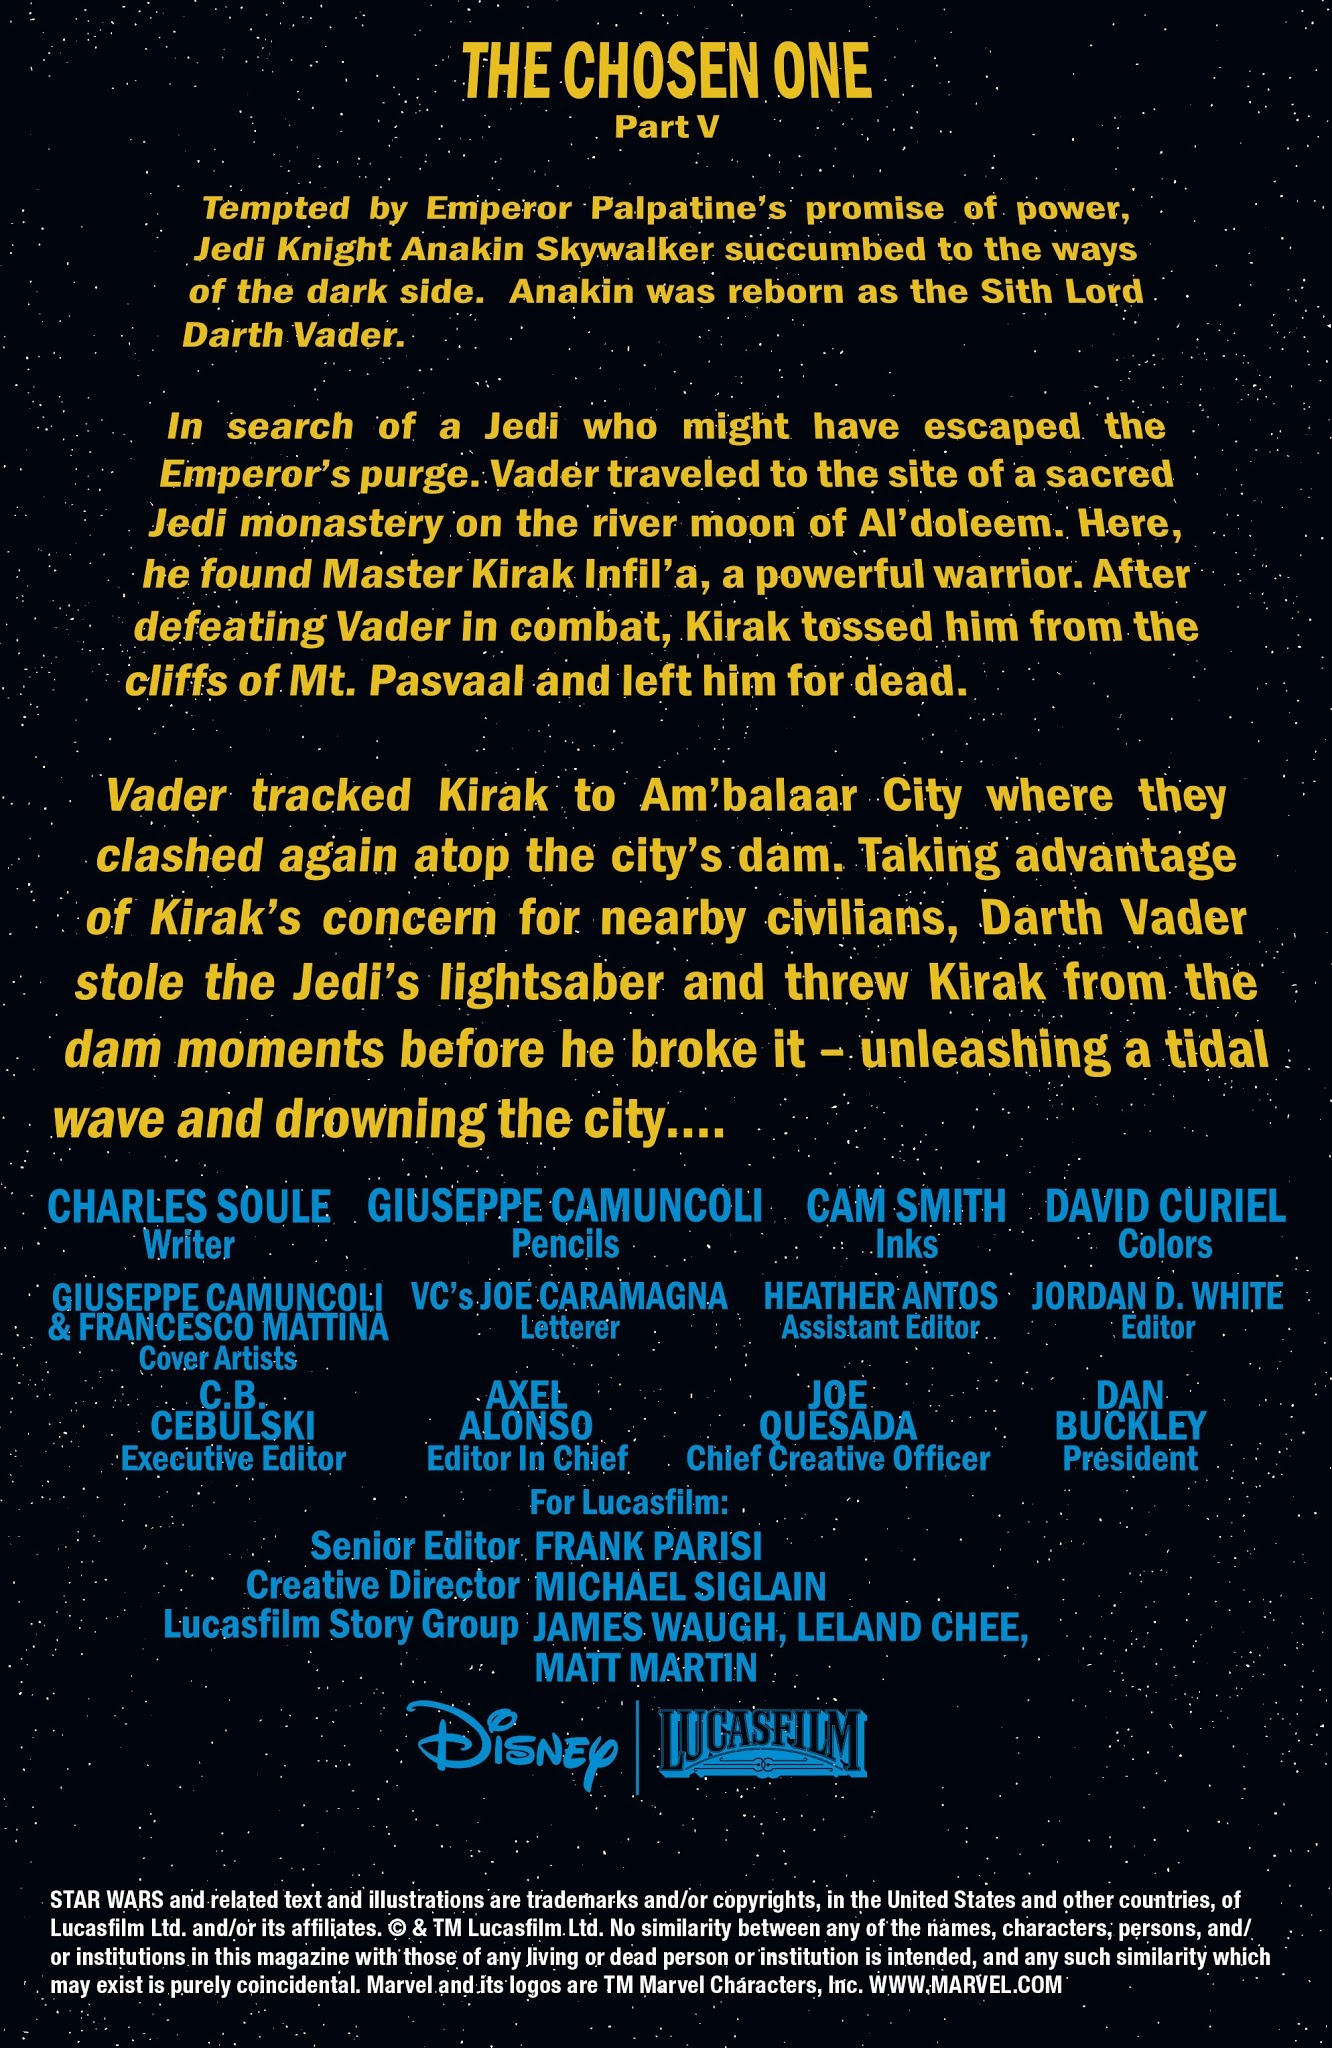 THE CHOSEN ONE
Part V
Tempted by Emperor Palpatine's promise of power,
Jedi Knight Anakin Skywalker succumbed to the ways
of the dark side. Anakin was reborn as the Sith Lord
Darth Vader.
In search of a Jedi who might have escaped the
Emperor's purge. Vader traveled to the site of a sacred
Jedi monastery on the river moon of Al'doleem. Here,
he found Master Kirak Infil'a, a powerful warrior. After
defeating Vader in combat, Kirak tossed him from the
cliffs of Mt. Pasvaal and left him for dead.
Vader tracked Kirak to Am'balaar City where they
clashed again atop the city's dam. Taking advantage
of Kirak's concern for nearby civilians, Darth Vader
stole the Jedi's lightsaber and threw Kirak from the
dam moments before he broke it – unleashing a tidal
wave and drowning the city....
CHARLES SOULE GIUSEPPE CAMUNCOLI CAM SMITH DAVID CURIEL
Writer Pencils Inks Colors
GIUSEPPE CAMUNCOLI VC's JOE CARAMAGNA HEATHER ANTOS JORDAN D. WHITE
& FRANCESCO MATTINA Letterer Assistant Editor Editor
Cover Artists
C.B. AXEL JOE DAN
CEBULSKI ALONSO QUESADA BUCKLEY
Executive Editor Editor In Chief Chief Creative Officer President
For Lucasfilm:
Senior Editor FRANK PARISI
Creative Director MICHAEL SIGLAIN
Lucasfilm Story Group JAMES WAUGH, LELAND CHEE,
MATT MARTIN
DISNEY | LUCASFILM
STAR WARS and related text and illustrations are trademarks and/or copyrights, in the United States and other countries, of
Lucasfilm Ltd. and/or its affiliates. © & TM Lucasfilm Ltd. No similarity between any of the names, characters, persons, and/
or institutions in this magazine with those of any living or dead person or institution is intended, and any such similarity which
may exist is purely coincidental. Marvel and its logos are TM Marvel Characters, Inc. WWW.MARVEL.COM